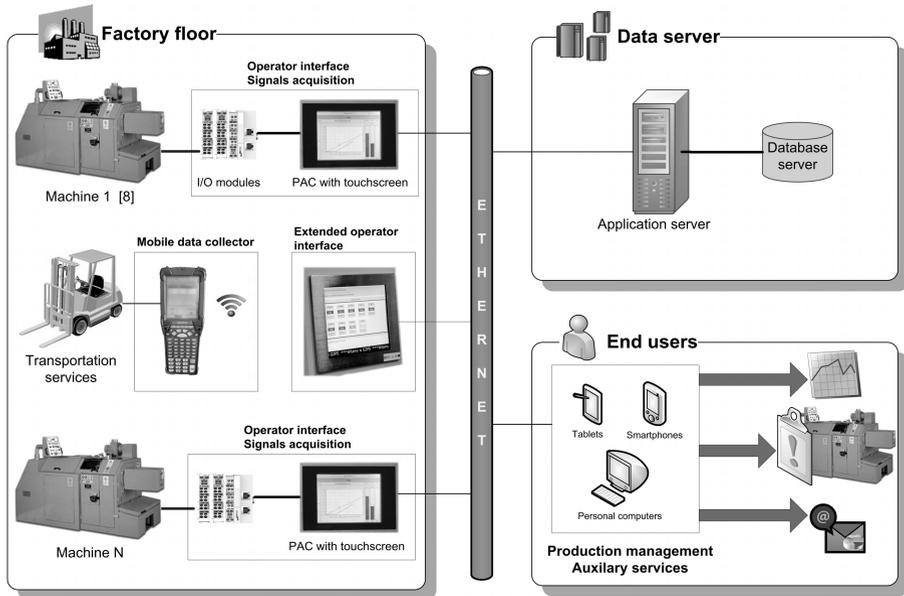 Factory floor
Operator interface
Signals acquisition
I/O modules
PAC with touchscreen
Machine 1 [8]
Mobile data collector
Extended operator
interface
Transportation
services
Operator interface
Signals acquisition
PAC with touchscreen
Machine N
ETHERNET
Data server
Database
server
Application server
End users
Tablets
Smartphones
Personal computers
Production management
Auxilary services
@